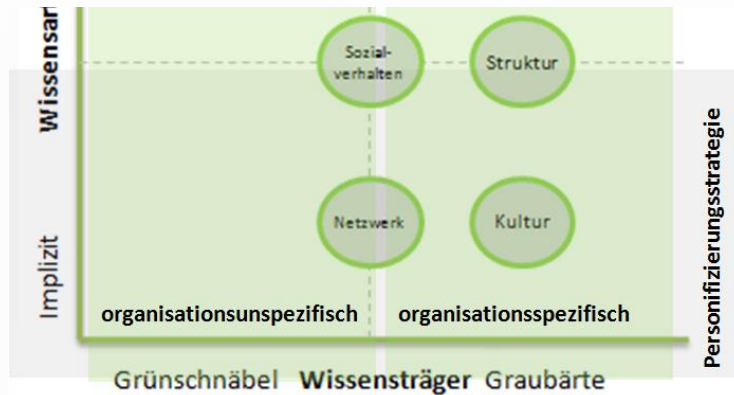 Wissensar
Implizit
Sozial-
verhalten
Struktur
Netzwerk
Kultur
organisationsunspezifisch
organisationsspezifisch
Grünschnäbel Wissensträger Graubärte
Personifizierungsstrategie